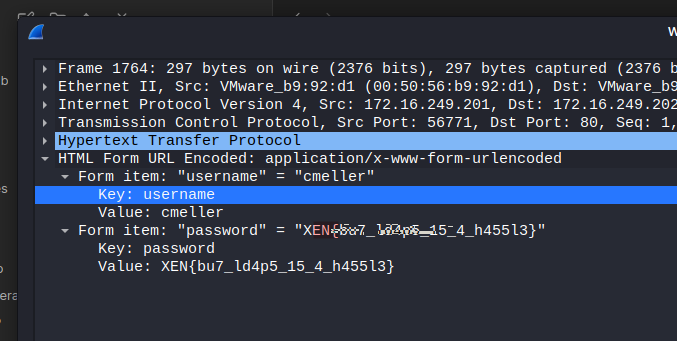 W
Frame 1764: 297 bytes on wire (2376 bits), 297 bytes captured (2376 b
Ethernet II, Src: VMware_b9:92:d1 (00:50:56:b9:92:d1), Dst: VMware_b9
Internet Protocol Version 4, Src: 172.16.249.201, Dst: 172.16.249.202
Transmission Control Protocol, Src Port: 56771, Dst Port: 80, Seq: 1,
Hypertext Transfer Protocol
HTML Form URL Encoded: application/x-www-form-urlencoded
Form item: "username" = "cmeller"
Key: username
Value: cmeller
Form item: "password" = "XEN{ _15_4_h455l3}"
Key: password
Value: XEN{bu7_ld4p5_15_4_h455l3}
b
es
era